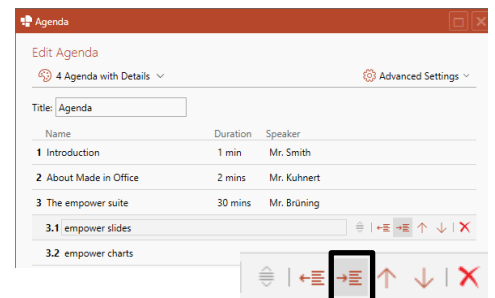 Agenda
Edit Agenda
4 Agenda with Details
Advanced Settings
Title: Agenda
Name Duration Speaker
1 Introduction 1 min Mr. Smith
2 About Made in Office 2 mins Mr. Kuhnert
3 The empower suite 30 mins Mr. Brüning
3.1 empower slides
3.2 empower charts